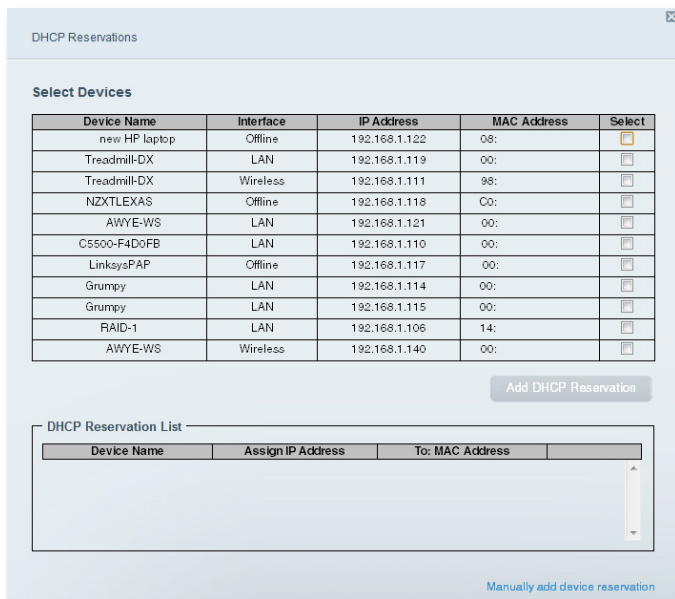 DHCP Reservations
Select Devices
Device Name Interface IP Address MAC Address Select
new HP laptop Offline 192.168.1.122 08:
Treadmill-DX LAN 192.168.1.119 00:
Treadmill-DX Wireless 192.168.1.111 98:
NZXTLEXAS Offline 192.168.1.118 C0:
AWYE-WS LAN 192.168.1.121 00:
C5500-F4D0FB LAN 192.168.1.110 00:
LinksysPAP Offline 192.168.1.117 00:
Grumpy LAN 192.168.1.114 00:
Grumpy LAN 192.168.1.115 00:
RAID-1 LAN 192.168.1.106 14:
AWYE-WS Wireless 192.168.1.140 00:
Add DHCP Reservation
DHCP Reservation List
Device Name Assign IP Address To: MAC Address
Manually add device reservation